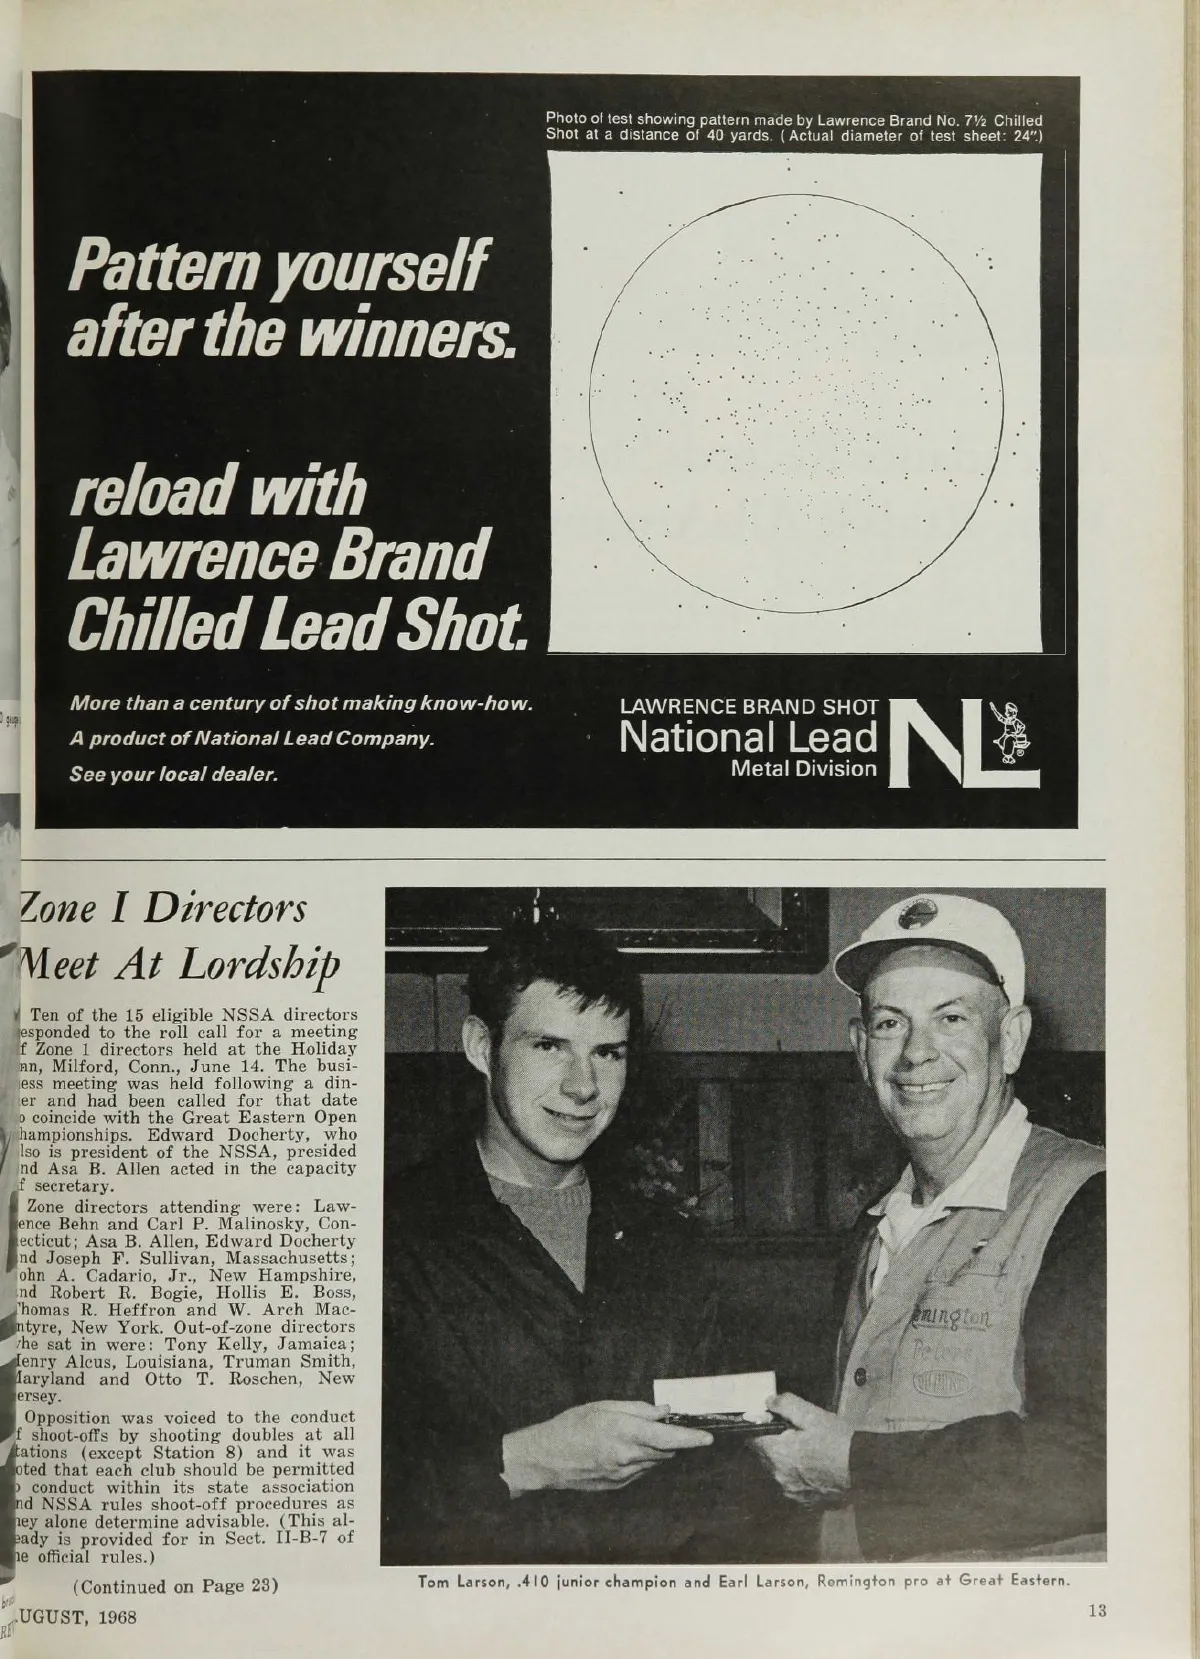 Photo of test showing pattern made by Lawrence Brand No. 7½ Chilled
Shot at a distance of 40 yards. (Actual diameter of test sheet: 24".)
Pattern yourself
after the winners.
reload with
Lawrence Brand
Chilled Lead Shot.
More than a century of shot making know-how.
A product of National Lead Company.
See your local dealer.
LAWRENCE BRAND SHOT
National Lead
Metal Division
NL
Zone I Directors
Meet At Lordship
Ten of the 15 eligible NSSA directors
esponded to the roll call for a meeting
f Zone 1 directors held at the Holiday
nn, Milford, Conn., June 14. The busi-
ess meeting was held following a din-
er and had been called for that date
o coincide with the Great Eastern Open
hampionships. Edward Docherty, who
lso is president of the NSSA, presided
nd Asa B. Allen acted in the capacity
f secretary.
Zone directors attending were: Law-
ence Behn and Carl P. Malinosky, Con-
ecticut; Asa B. Allen, Edward Docherty
nd Joseph F. Sullivan, Massachusetts;
ohn A. Cadario, Jr., New Hampshire,
nd Robert R. Bogie, Hollis E. Boss,
homas R. Heffron and W. Arch Mac-
ntyre, New York. Out-of-zone directors
he sat in were: Tony Kelly, Jamaica;
enry Alcus, Louisiana, Truman Smith,
aryland and Otto T. Roschen, New
ersey.
Opposition was voiced to the conduct
f shoot-offs by shooting doubles at all
tations (except Station 8) and it was
oted that each club should be permitted
o conduct within its state association
nd NSSA rules shoot-off procedures as
hey alone determine advisable. (This al-
eady is provided for in Sect. II-B-7 of
he official rules.)
(Continued on Page 23)
Remington
Peters
Tom Larson, .410 junior champion and Earl Larson, Remington pro at Great Eastern.
UGUST, 1968
13